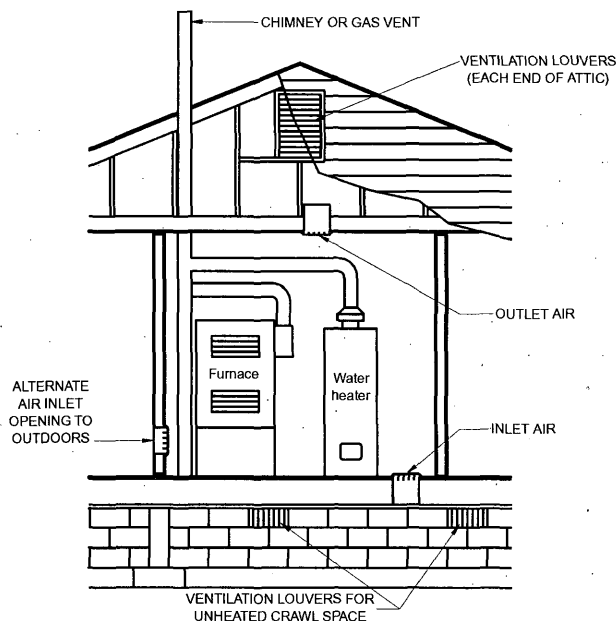 CHIMNEY OR GAS VENT
VENTILATION LOUVERS
(EACH END OF ATTIC)
OUTLET AIR
Furnace
Water
heater
ALTERNATE
AIR INLET
OPENING TO
OUTDOORS
INLET AIR
VENTILATION LOUVERS FOR
UNHEATED CRAWL SPACE